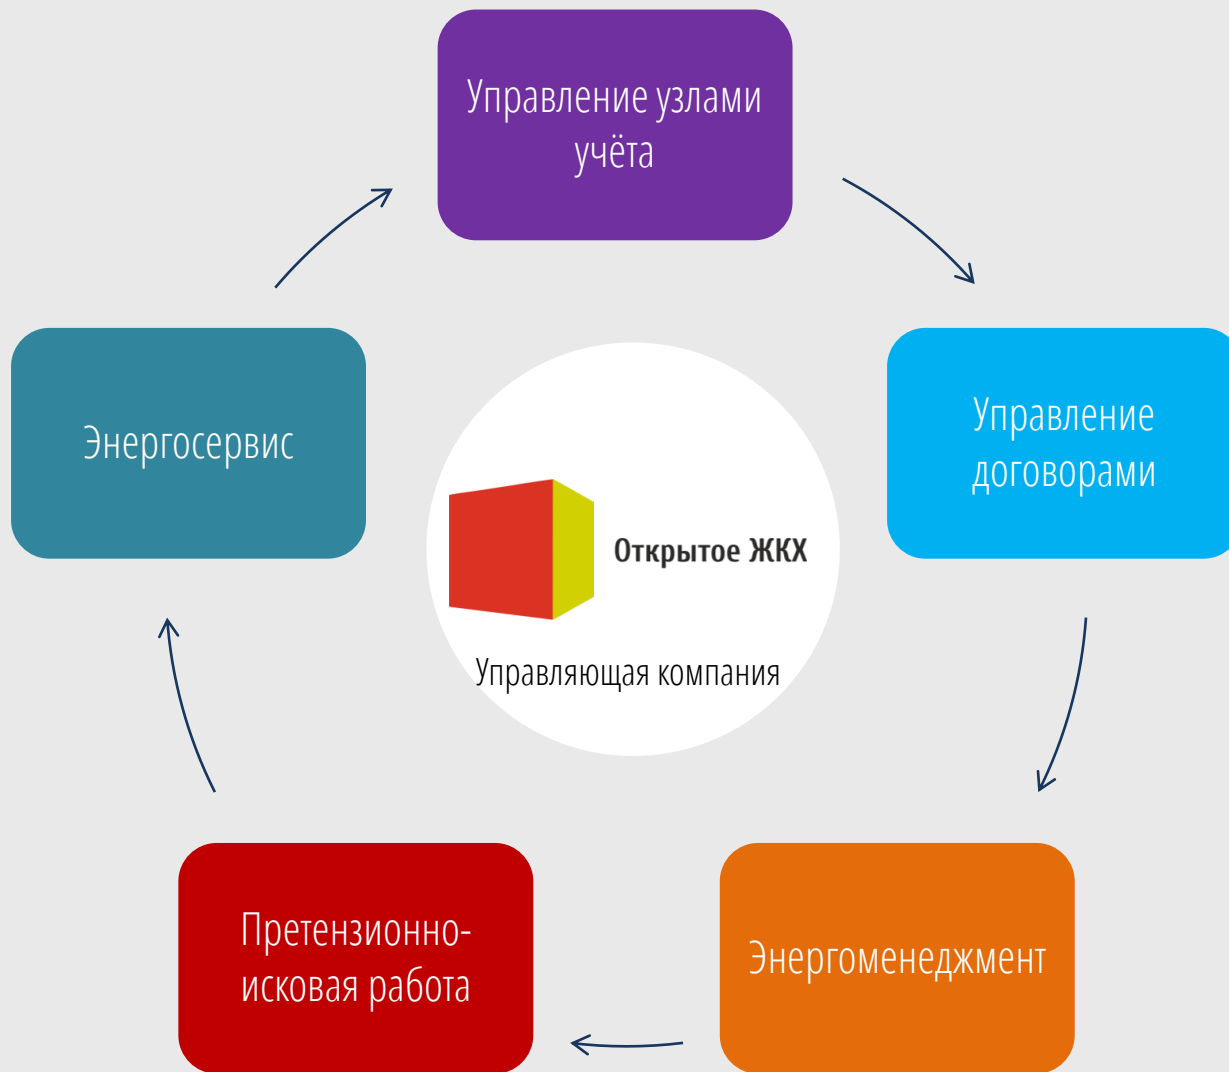 Управление узлами
учёта
Энергосервис
Управление
договорами
Открытое ЖКХ
Управляющая компания
Претензионно-
исковая работа
Энергоменеджмент